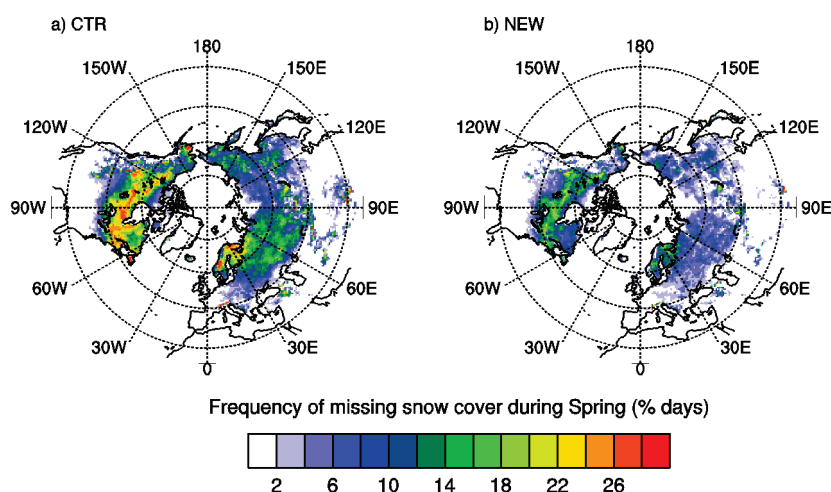 a) CTR
b) NEW
180
150W
150E
120W
120E
90W
90E
60W
60E
30W
30E
0
180
150W
150E
120W
120E
90W
90E
60W
60E
30W
30E
0
Frequency of missing snow cover during Spring (% days)
2 6 10 14 18 22 26